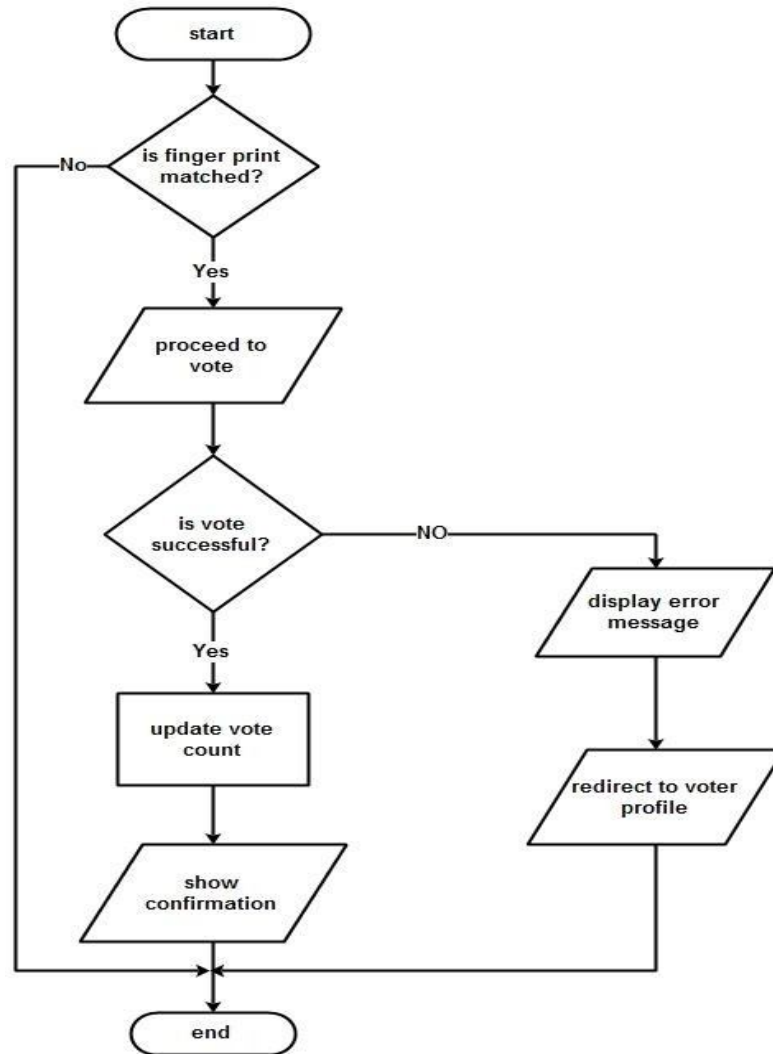 start
is finger print
matched?
No
Yes
proceed to
vote
is vote
successful?
NO
display error
message
Yes
update vote
count
redirect to voter
profile
show
confirmation
end